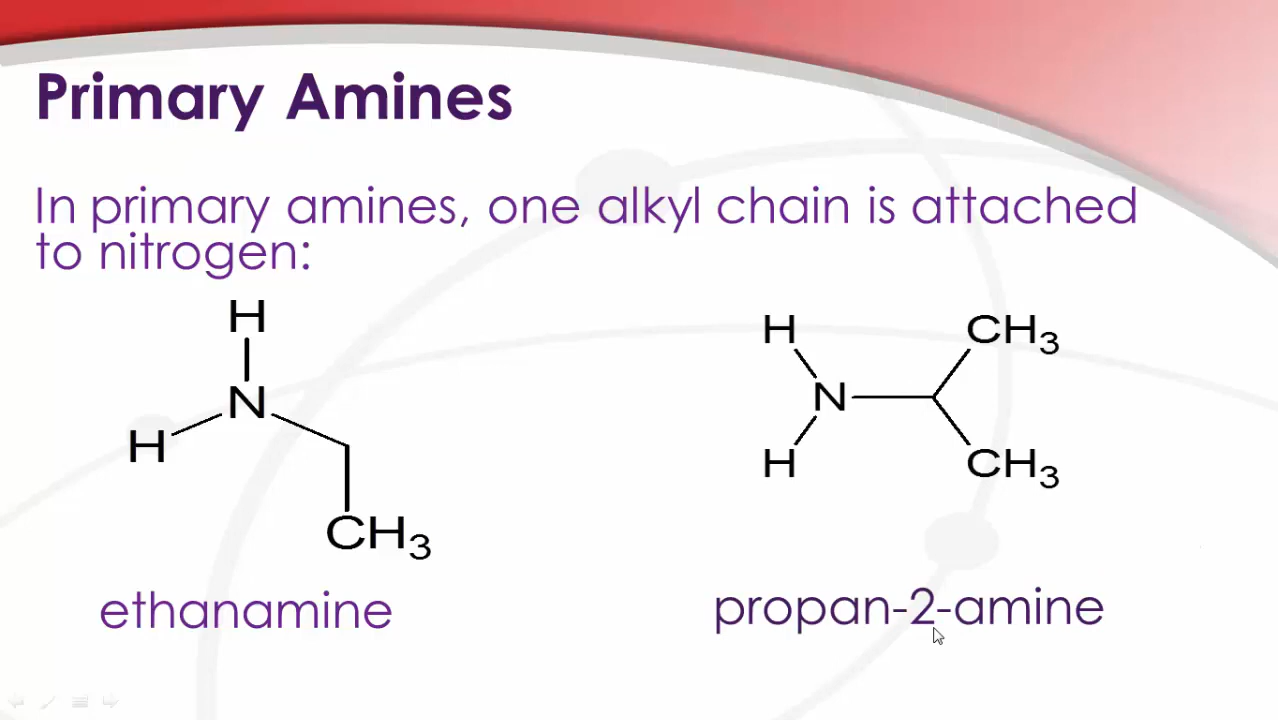 Primary Amines
In primary amines, one alkyl chain is attached
to nitrogen:
H
N
H
CH₃
H
CH₃
N
H
CH₃
ethanamine
propan-2-amine